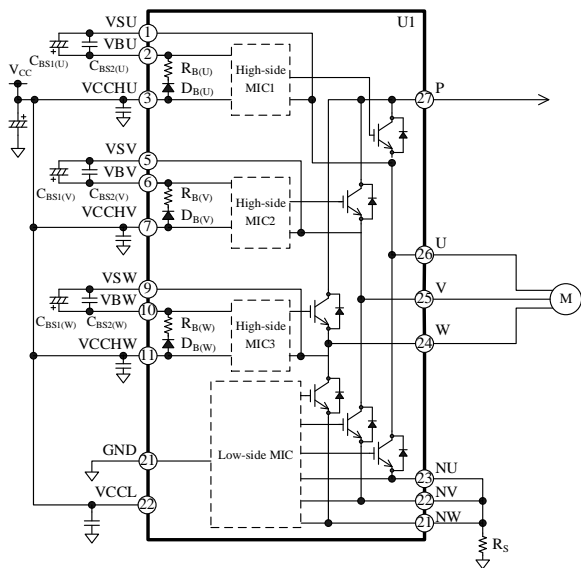 U1
VSU
1
CBS1(U)
CBS2(U)
VBU
2
RB(U)
DB(U)
High-side
MIC1
VCC
VCCHU
3
P
27
VSV
5
CBS1(V)
CBS2(V)
VBV
6
RB(V)
DB(V)
High-side
MIC2
VCCHV
7
U
26
VSW
9
V
25
M
CBS1(W)
CBS2(W)
VBW
10
RB(W)
DB(W)
High-side
MIC3
W
24
VCCHW
11
GND
21
Low-side MIC
NU
23
VCCL
22
NV
22
NW
21
RS